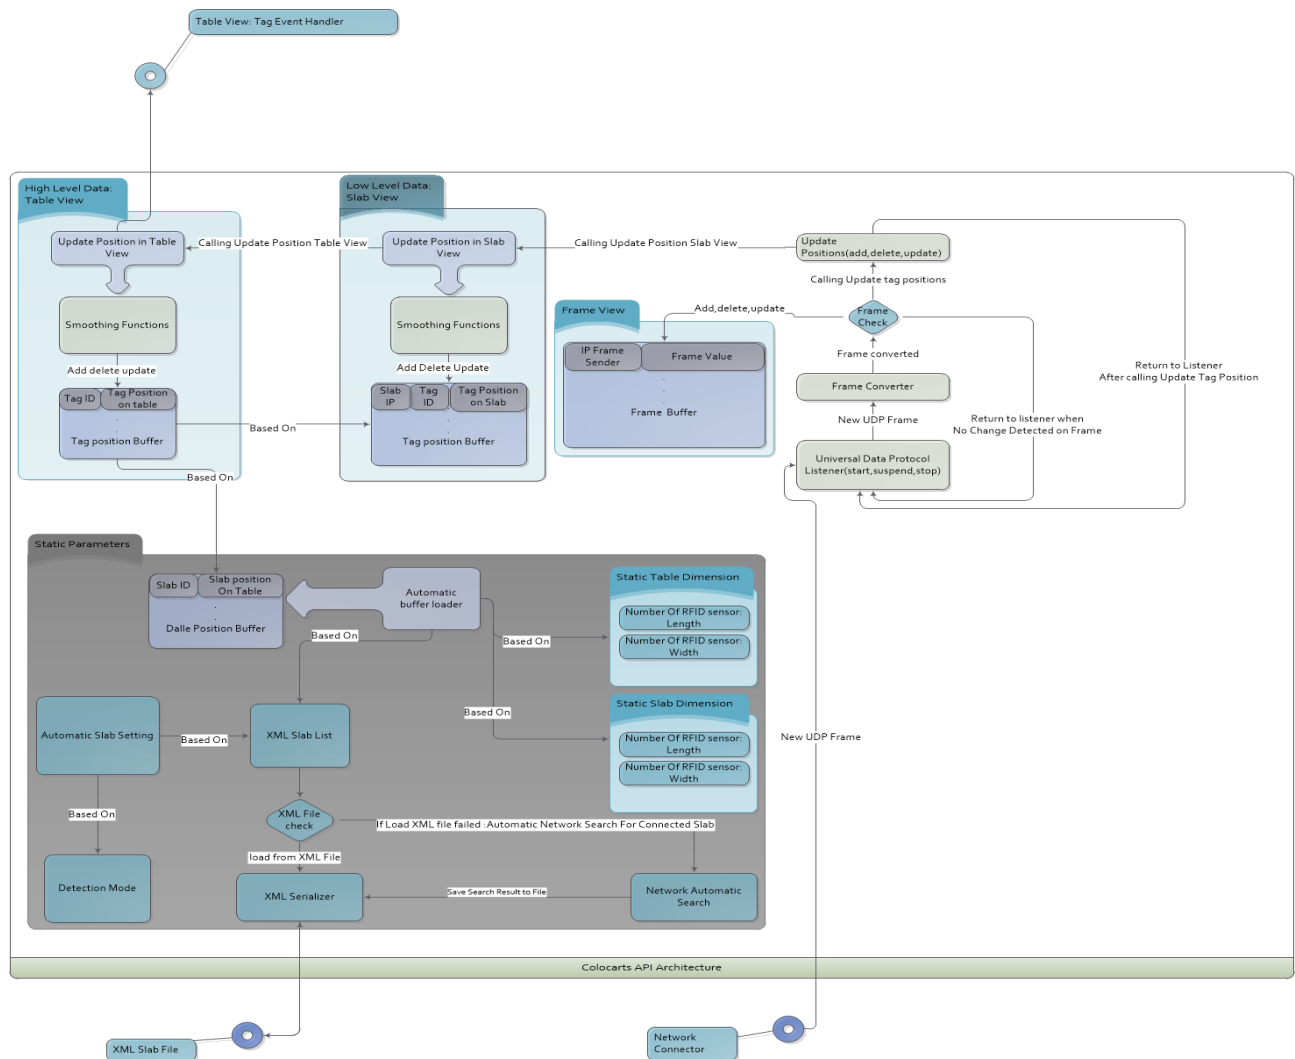 Table View: Tag Event Handler
High Level Data:
Table View
Low Level Data:
Slab View
Update Position in Table
View
Calling Update Position Table View
Update Position in Slab
View
Calling Update Position Slab View
Update
Positions(add,delete,update)
Calling Update tag positions
Smoothing Functions
Smoothing Functions
Frame View
Add,delete,update
Frame
Check
IP Frame
Sender
Frame Value
.
.
.
Frame Buffer
Frame converted
Return to Listener
After calling Update Tag Position
Add delete update
Add Delete Update
Frame Converter
Tag ID
Tag Position
on table
.
.
Tag position Buffer
Based On
Slab
IP
Tag
ID
Tag Position
on Slab
.
.
Tag position Buffer
New UDP Frame
Return to listener when
No Change Detected on Frame
Universal Data Protocol
Listener(start,suspend,stop)
Based On
Static Parameters
Slab ID
Slab position
On Table
.
.
Dalle Position Buffer
Automatic
buffer loader
Static Table Dimension
Number Of RFID sensor:
Length
Number Of RFID sensor:
Width
Based On
Based On
Based On
Static Slab Dimension
Number Of RFID sensor:
Length
Number Of RFID sensor:
Width
Automatic Slab Setting
Based On
XML Slab List
New UDP Frame
Based On
XML File
check
If Load XML file failed :Automatic Network Search For Connected Slab
load from XML File
Detection Mode
XML Serializer
Save Search Result to File
Network Automatic
Search
Colocarts API Architecture
XML Slab File
Network
Connector